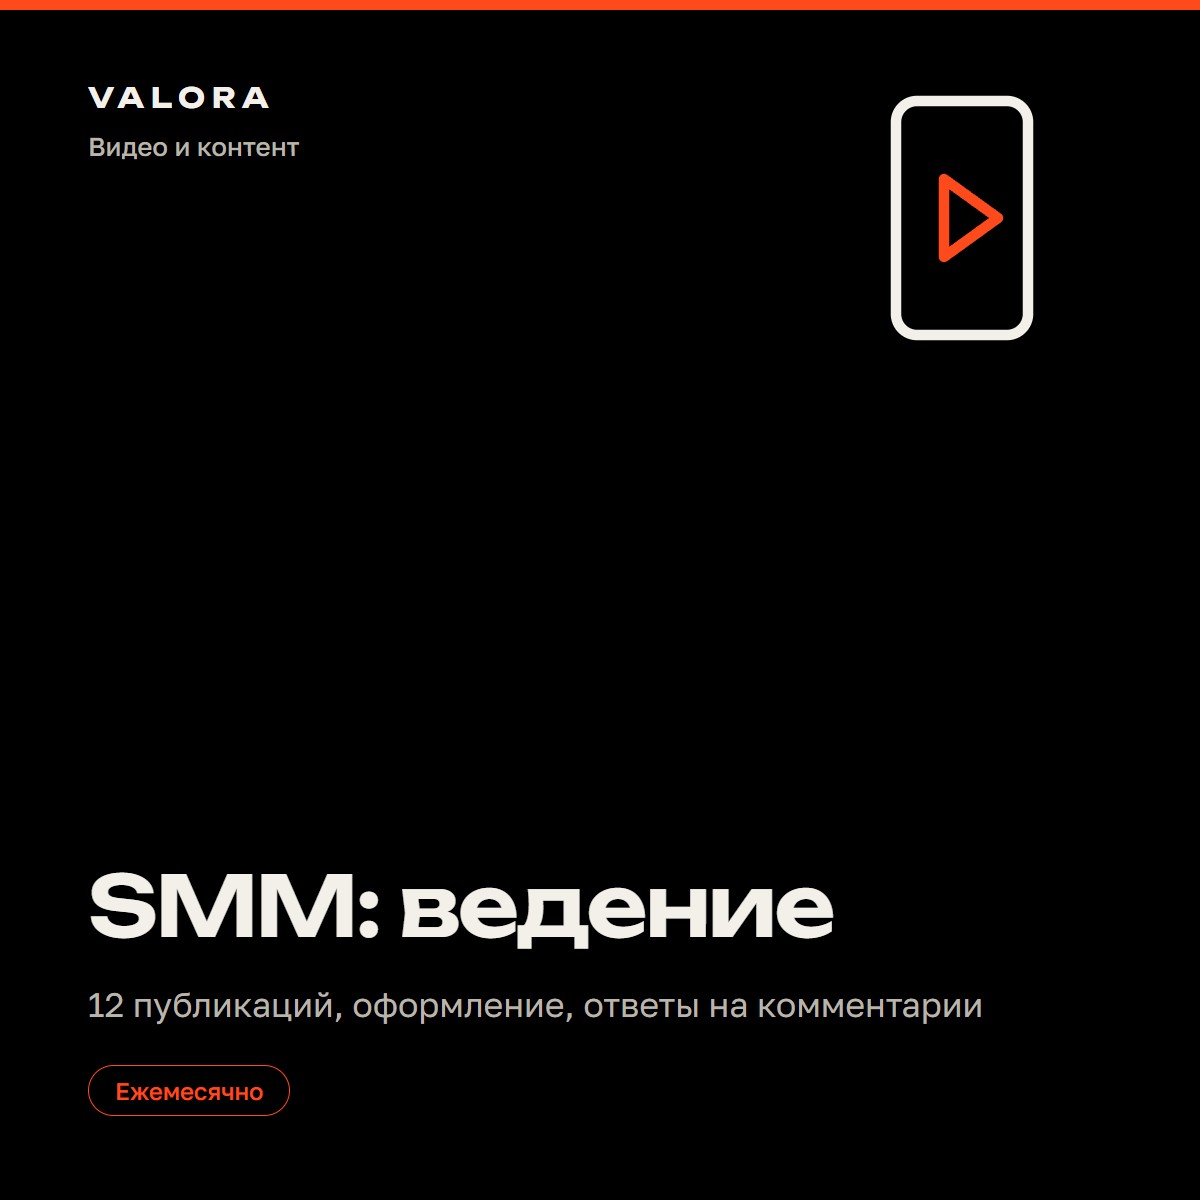 VALORA
Видео и контент
SMM: ведение
12 публикаций, оформление, ответы на комментарии
Ежемесячно